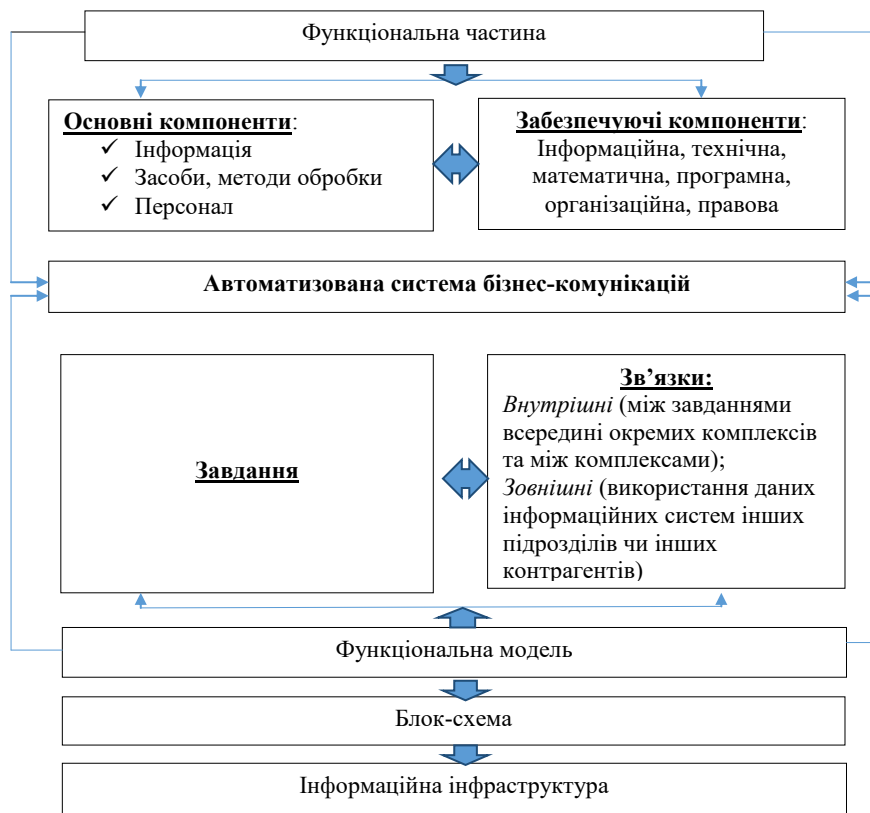 Функціональна частина
Основні компоненти:
✓ Інформація
✓ Засоби, методи обробки
✓ Персонал
Забезпечуючі компоненти:
Інформаційна, технічна,
математична, програмна,
організаційна, правова
Автоматизована система бізнес-комунікацій
Завдання
Зв’язки:
Внутрішні (між завданнями
всередині окремих комплексів
та між комплексами);
Зовнішні (використання даних
інформаційних систем інших
підрозділів чи інших
контрагентів)
Функціональна модель
Блок-схема
Інформаційна інфраструктура